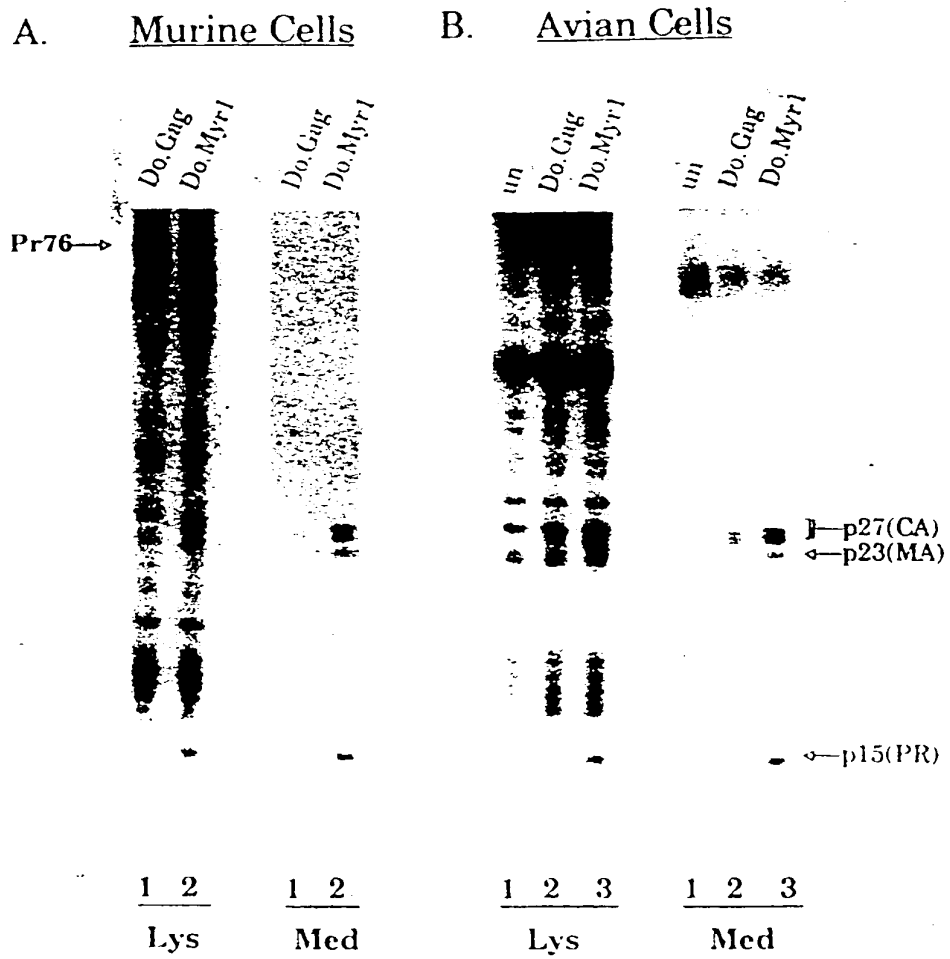 A. Murine Cells B. Avian Cells
Do.Gag Do.Myr1 Do.Gag Do.Myr1 un Do.Gag Do.Myr1 un Do.Gag Do.Myr1
Pr76
p27(CA)
p23(MA)
p15(PR)
1 2 1 2 1 2 3 1 2 3
Lys Med Lys Med